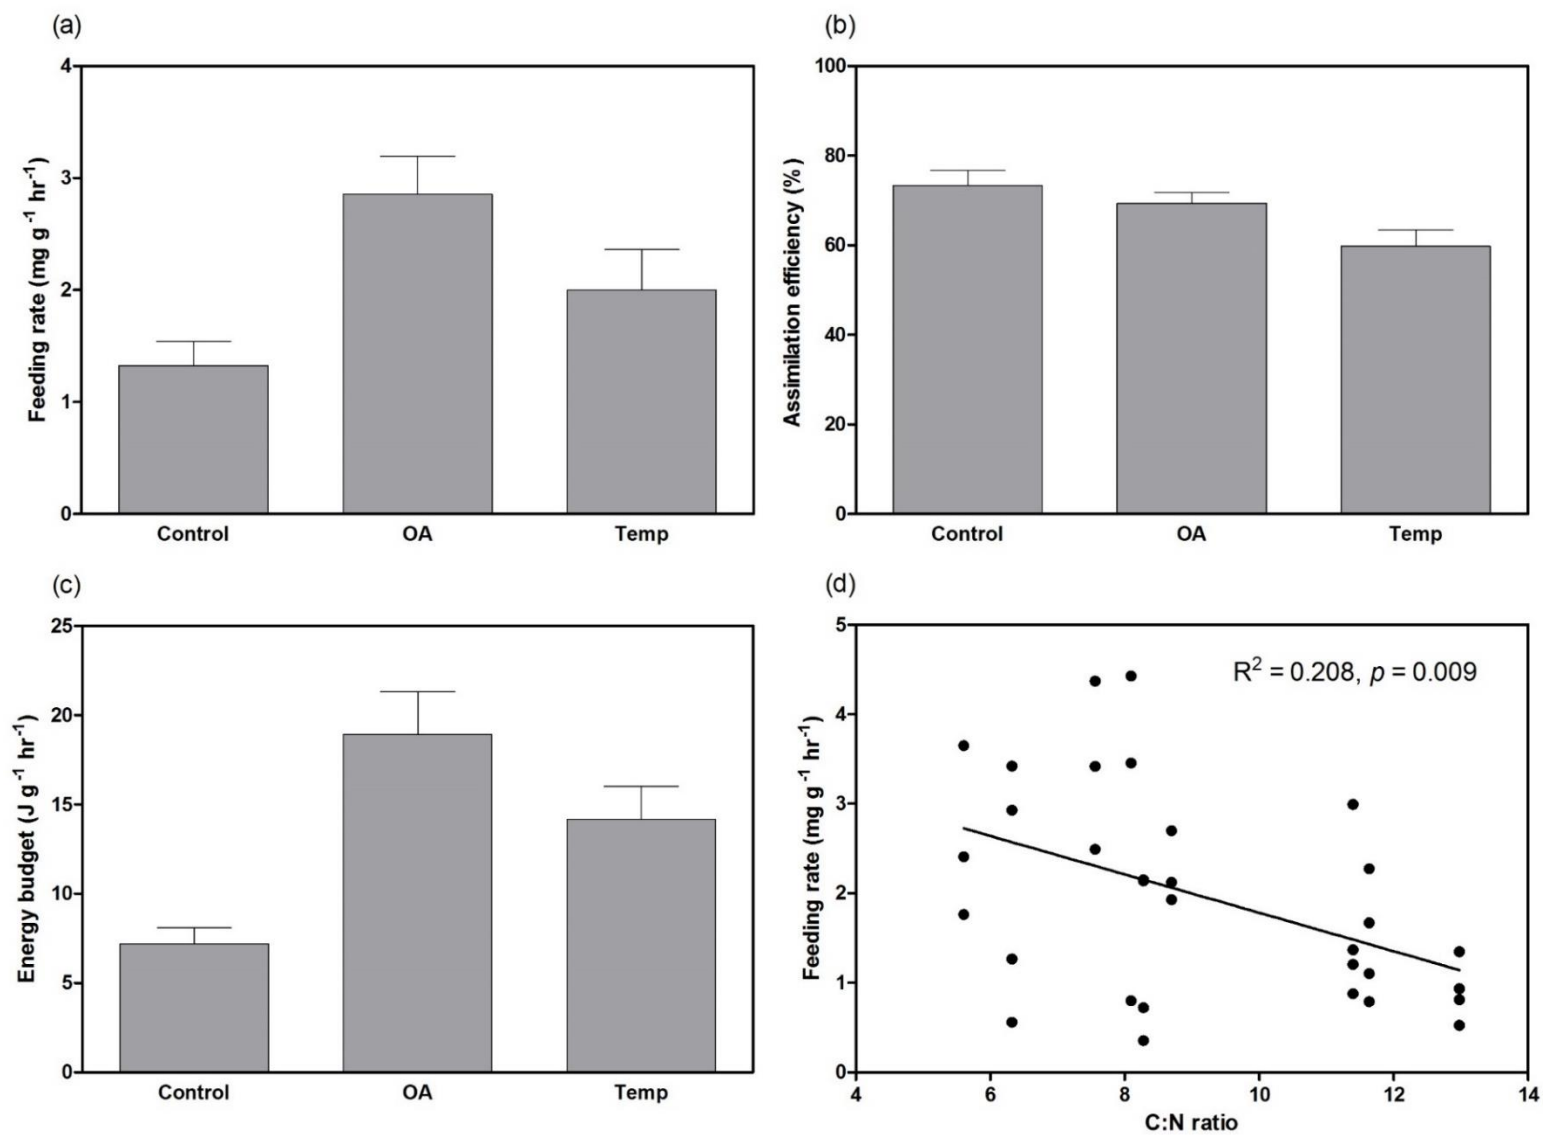 (a)
Feeding rate (mg g⁻¹ hr⁻¹)
4
3
2
1
0
Control OA Temp
(b)
Assimilation efficiency (%)
100
80
60
40
20
0
Control OA Temp
(c)
Energy budget (J g⁻¹ hr⁻¹)
25
20
15
10
5
0
Control OA Temp
(d)
Feeding rate (mg g⁻¹ hr⁻¹)
5
4
3
2
1
0
R² = 0.208, p = 0.009
4 6 8 10 12 14
C:N ratio